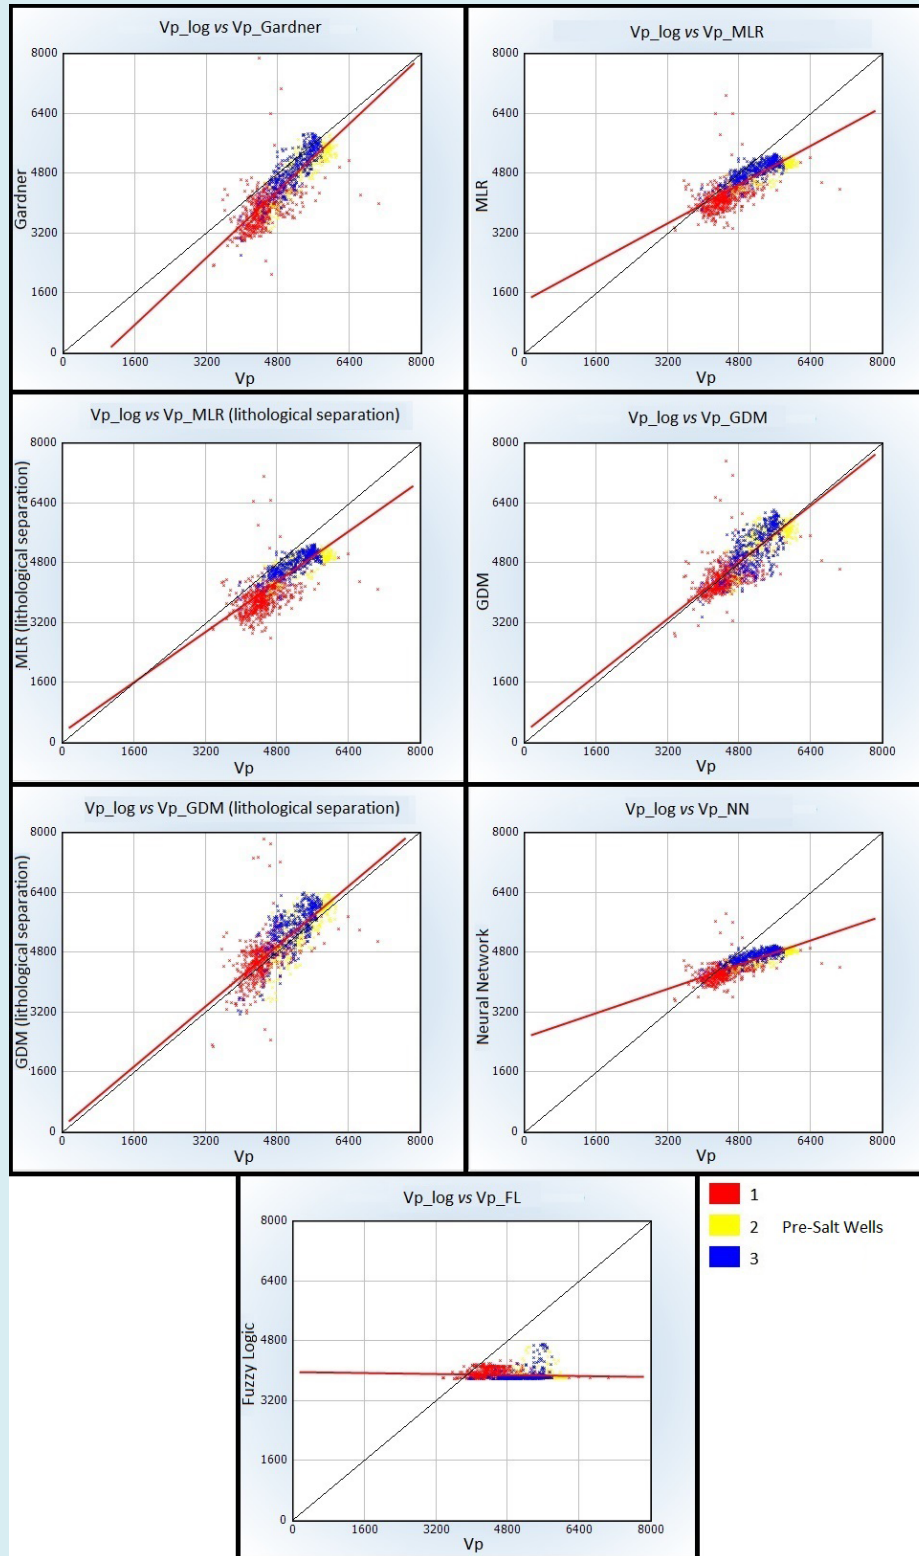 Vp_log vs Vp_Gardner
8000
6400
4800
3200
1600
0
Gardner
0 1600 3200 4800 6400 8000
Vp
Vp_log vs Vp_MLR
8000
6400
4800
3200
1600
0
MLR
0 1600 3200 4800 6400 8000
Vp
Vp_log vs Vp_MLR (lithological separation)
8000
6400
4800
3200
1600
0
MLR (lithological separation)
0 1600 3200 4800 6400 8000
Vp
Vp_log vs Vp_GDM
8000
6400
4800
3200
1600
0
GDM
0 1600 3200 4800 6400 8000
Vp
Vp_log vs Vp_GDM (lithological separation)
8000
6400
4800
3200
1600
0
GDM (lithological separation)
0 1600 3200 4800 6400 8000
Vp
Vp_log vs Vp_NN
8000
6400
4800
3200
1600
0
Neural Network
0 1600 3200 4800 6400 8000
Vp
Vp_log vs Vp_FL
8000
6400
4800
3200
1600
0
Fuzzy Logic
0 1600 3200 4800 6400 8000
Vp
1
2 Pre-Salt Wells
3